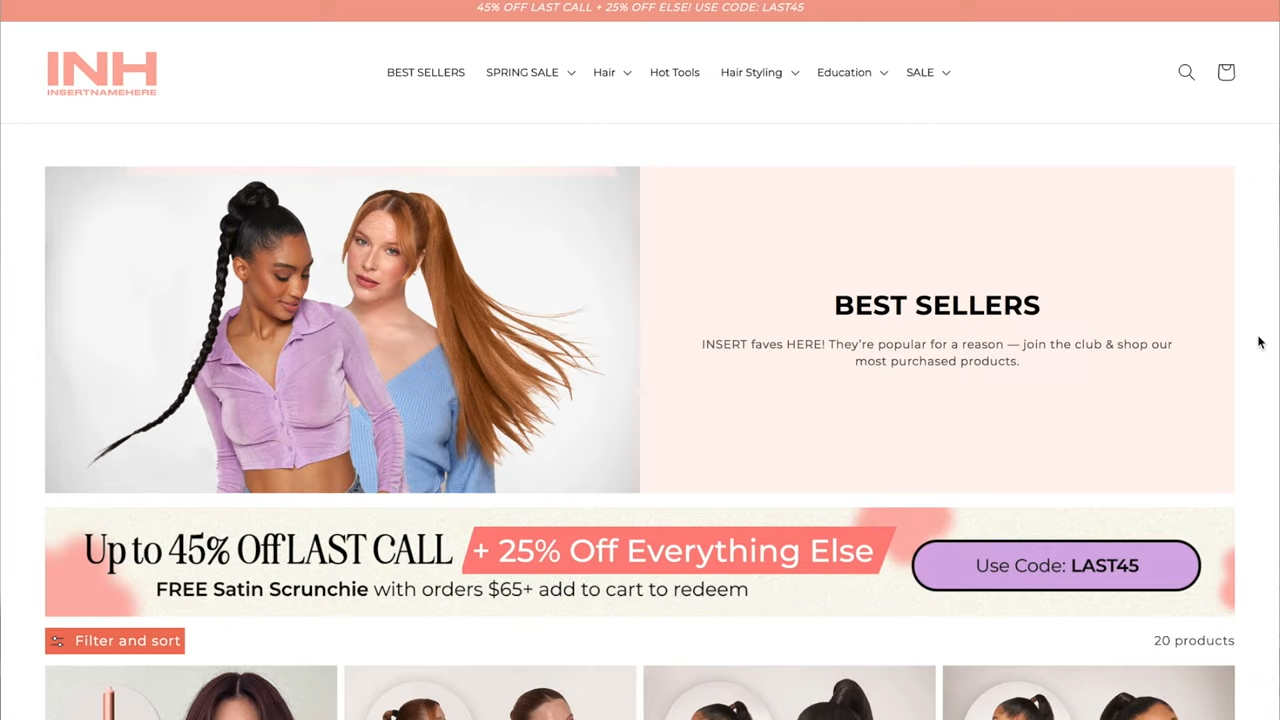 45% OFF LAST CALL + 25% OFF ELSE! USE CODE: LAST45
INH
INSERTNAMEHERE
BEST SELLERS
SPRING SALE
Hair
Hot Tools
Hair Styling
Education
SALE
BEST SELLERS
INSERT faves HERE! They're popular for a reason — join the club & shop our
most purchased products.
Up to 45% Off LAST CALL + 25% Off Everything Else
FREE Satin Scrunchie with orders $65+ add to cart to redeem
Use Code: LAST45
Filter and sort
20 products